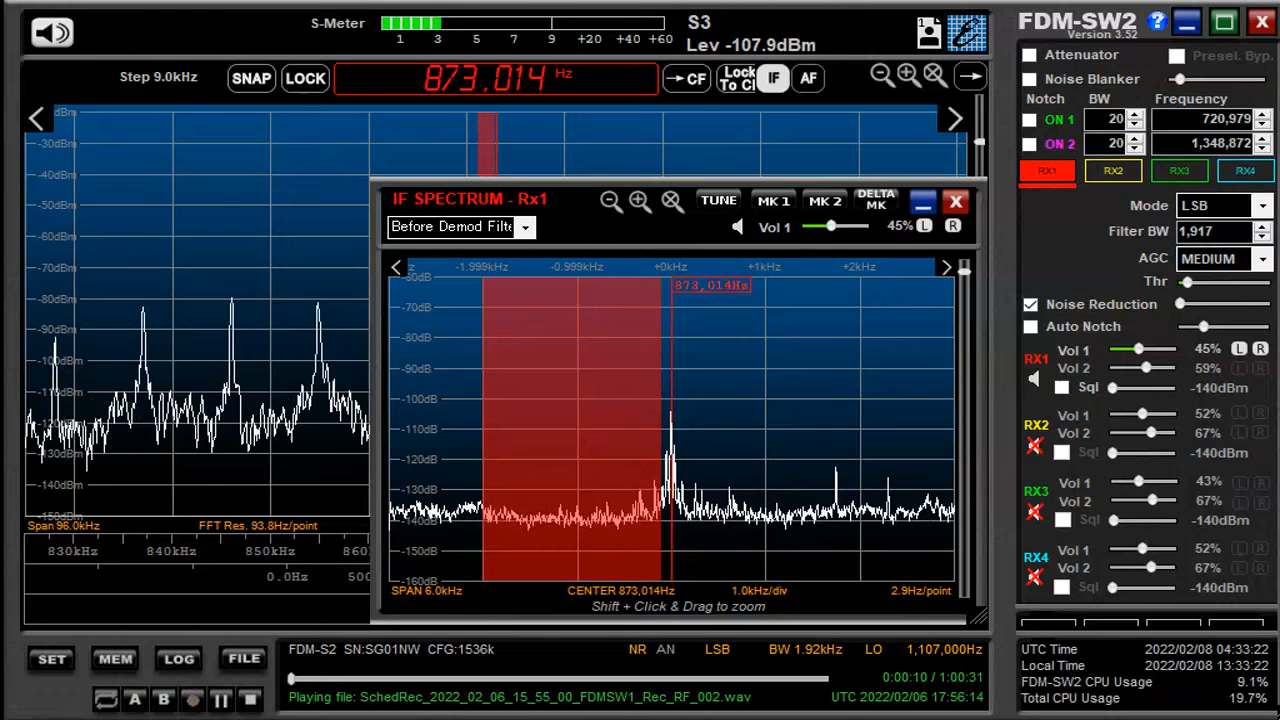 S-Meter
1 3 5 7 9 +20 +40 +60
S3
Lev -107.9dBm
FDM-SW2 ?
Version 3.52
Step 9.0kHz
SNAP
LOCK
873,014 Hz
→CF
IF
AF
-30dBm
-40dBm
-50dBm
-60dBm
-70dBm
-80dBm
-90dBm
-100dBm
-110dBm
-120dBm
-130dBm
-140dBm
-150dBm
Span 96.0kHz
FFT Res. 93.8Hz/point
830kHz 840kHz 850kHz
0.0Hz
IF SPECTRUM - Rx1
TUNE
MK 1
MK 2
DELTA
MK
Before Demod Filte
Vol 1 45% L R
-1.999kHz -0.999kHz +0kHz +1kHz +2kHz
873,014Hz
-60dB
-70dB
-80dB
-90dB
-100dB
-110dB
-120dB
-130dB
-140dB
-150dB
-160dB
SPAN 6.0kHz
CENTER 873,014Hz
1.0kHz/div
2.9Hz/point
Shift + Click & Drag to zoom
Attenuator
Presel. Byp.
Noise Blanker
Notch BW Frequency
ON 1 20 720,979
ON 2 20 1,348,872
RX1 RX2 RX3 RX4
Mode LSB
Filter BW 1,917
AGC MEDIUM
Thr
Noise Reduction
Auto Notch
RX1
Vol 1 45% L R
Vol 2 59% L R
Sql -140dBm
RX2
Vol 1 52% L R
Vol 2 67% L R
Sql -140dBm
RX3
Vol 1 43% L R
Vol 2 67% L R
Sql -140dBm
RX4
Vol 1 52% L R
Vol 2 67% L R
Sql -140dBm
SET
MEM
LOG
FILE
A
B
FDM-S2 SN:SG01NW CFG:1536k
NR AN LSB BW 1.92kHz LO 1,107,000Hz
0:00:10 / 1:00:31
Playing file: SchedRec_2022_02_06_15_55_00_FDMSW1_Rec_RF_002.wav
UTC 2022/02/06 17:56:14
UTC Time 2022/02/08 04:33:22
Local Time 2022/02/08 13:33:22
FDM-SW2 CPU Usage 9.1%
Total CPU Usage 19.7%